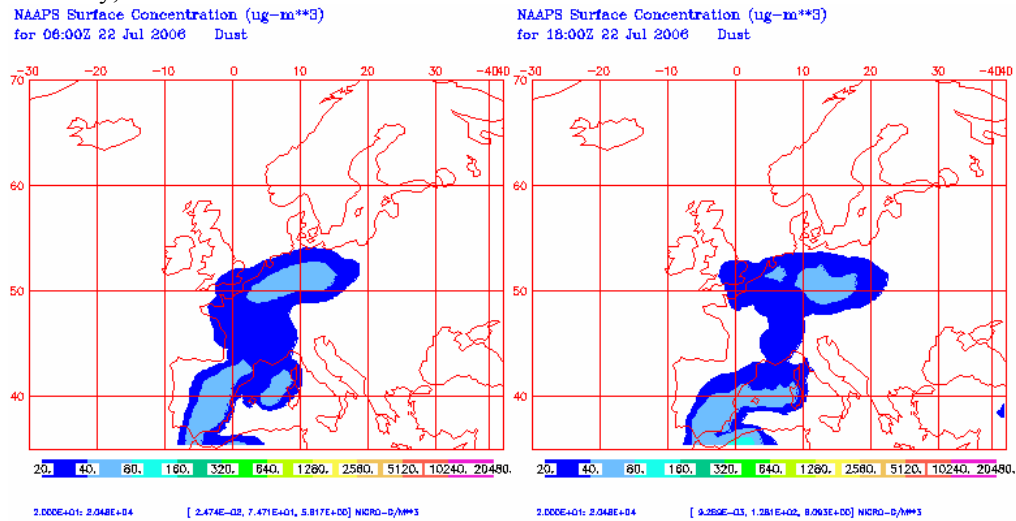 NAAPS Surface Concentration (ug-m**3)
for 06:00Z 22 Jul 2006 Dust
-30 -20 -10 0 10 20 30 -4040
70
60
50
40
20. 40. 80. 160. 320. 640. 1280. 2560. 5120. 10240. 20480.
2.000E+01: 2.048E+04 [ 2.474E-02, 7.471E+01, 5.817E+00] MICRO-G/M**3
NAAPS Surface Concentration (ug-m**3)
for 18:00Z 22 Jul 2006 Dust
-30 -20 -10 0 10 20 30 -4040
70
60
50
40
20. 40. 80. 160. 320. 640. 1280. 2560. 5120. 10240. 20480.
2.000E+01: 2.048E+04 [ 9.289E-03, 1.281E+02, 8.093E+00] MICRO-G/M**3